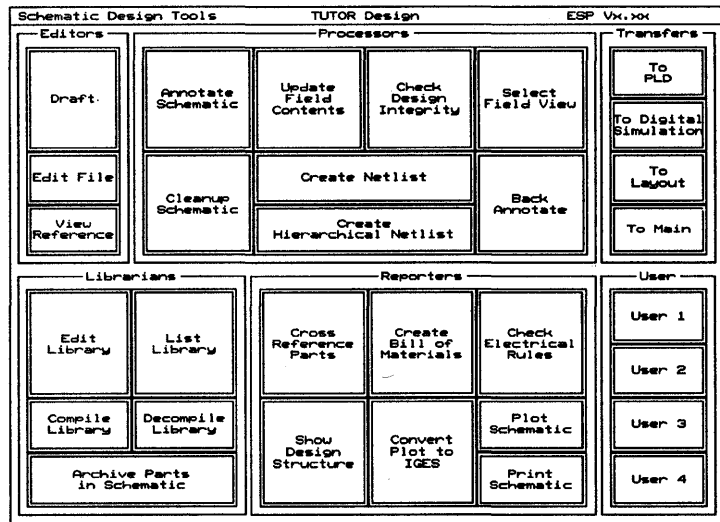 Schematic Design Tools TUTOR Design ESP Vx.xx
Editors
Draft
Edit File
View
Reference
Processors
Annotate
Schematic
Update
Field
Contents
Check
Design
Integrity
Select
Field View
Cleanup
Schematic
Create Netlist
Create
Hierarchical Netlist
Back
Annotate
Transfers
To
PLD
To Digital
Simulation
To
Layout
To Main
Librarians
Edit
Library
List
Library
Compile
Library
Decompile
Library
Archive Parts
in Schematic
Reporters
Cross
Reference
Parts
Create
Bill of
Materials
Check
Electrical
Rules
Show
Design
Structure
Convert
Plot to
IGES
Plot
Schematic
Print
Schematic
User
User 1
User 2
User 3
User 4